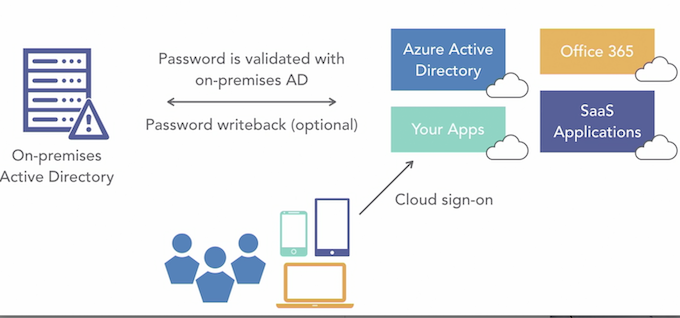 Password is validated with
on-premises AD
Password writeback (optional)
On-premises
Active Directory
Azure Active
Directory
Office 365
Your Apps
SaaS
Applications
Cloud sign-on